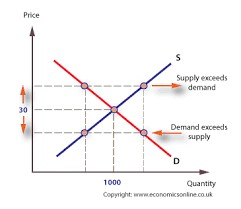 Price
S
Supply exceeds
demand
30
Demand exceeds
supply
D
1000
Quantity
Copyright: www.economicsonline.co.uk